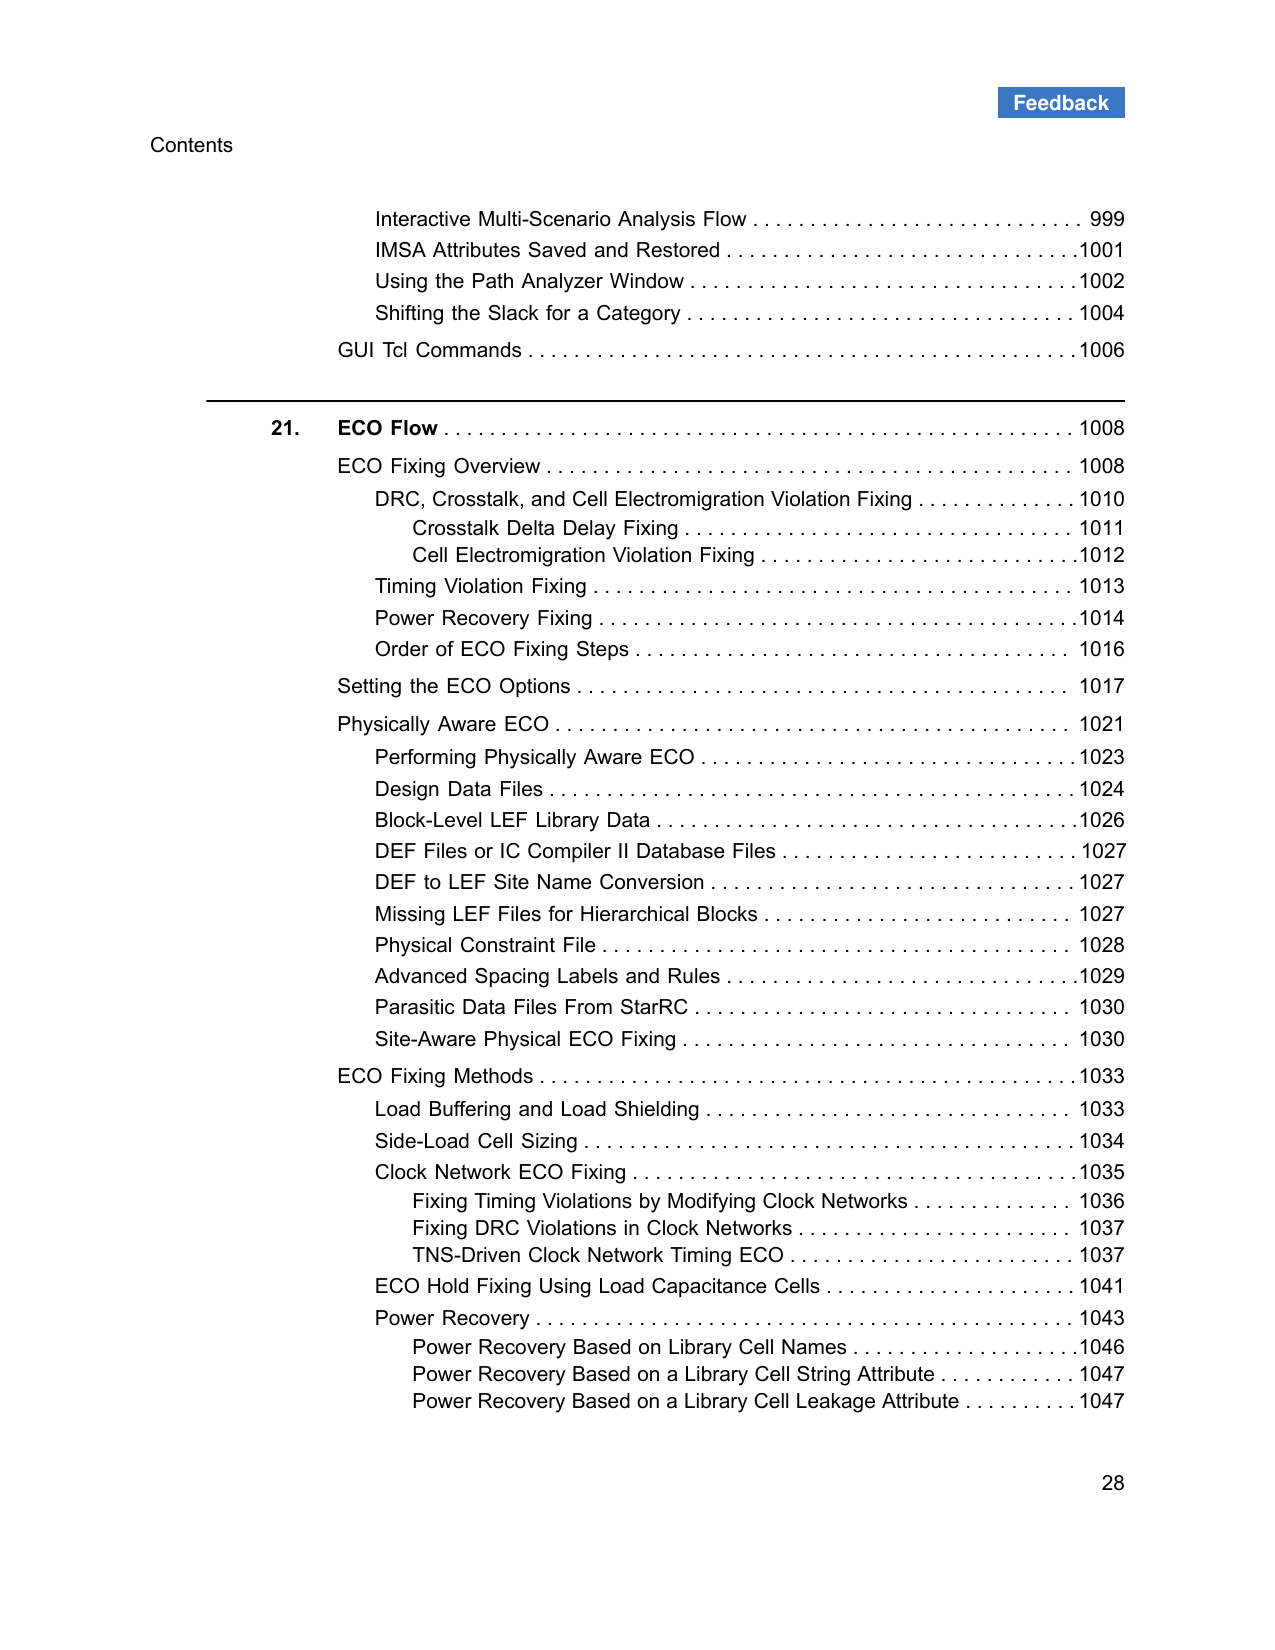 Feedback
Contents
Interactive Multi-Scenario Analysis Flow . . . . . . . . . . . . . . . . . . . . . . . . . . . . . 999
IMSA Attributes Saved and Restored . . . . . . . . . . . . . . . . . . . . . . . . . . . . . . .1001
Using the Path Analyzer Window . . . . . . . . . . . . . . . . . . . . . . . . . . . . . . . . . .1002
Shifting the Slack for a Category . . . . . . . . . . . . . . . . . . . . . . . . . . . . . . . . . . 1004
GUI Tcl Commands . . . . . . . . . . . . . . . . . . . . . . . . . . . . . . . . . . . . . . . . . . . . . . . .1006
21. ECO Flow . . . . . . . . . . . . . . . . . . . . . . . . . . . . . . . . . . . . . . . . . . . . . . . . . . . . . . . 1008
ECO Fixing Overview . . . . . . . . . . . . . . . . . . . . . . . . . . . . . . . . . . . . . . . . . . . . . . 1008
DRC, Crosstalk, and Cell Electromigration Violation Fixing . . . . . . . . . . . . . . 1010
Crosstalk Delta Delay Fixing . . . . . . . . . . . . . . . . . . . . . . . . . . . . . . . . . . 1011
Cell Electromigration Violation Fixing . . . . . . . . . . . . . . . . . . . . . . . . . . . .1012
Timing Violation Fixing . . . . . . . . . . . . . . . . . . . . . . . . . . . . . . . . . . . . . . . . . . 1013
Power Recovery Fixing . . . . . . . . . . . . . . . . . . . . . . . . . . . . . . . . . . . . . . . . . .1014
Order of ECO Fixing Steps . . . . . . . . . . . . . . . . . . . . . . . . . . . . . . . . . . . . . . 1016
Setting the ECO Options . . . . . . . . . . . . . . . . . . . . . . . . . . . . . . . . . . . . . . . . . . . 1017
Physically Aware ECO . . . . . . . . . . . . . . . . . . . . . . . . . . . . . . . . . . . . . . . . . . . . . 1021
Performing Physically Aware ECO . . . . . . . . . . . . . . . . . . . . . . . . . . . . . . . . .1023
Design Data Files . . . . . . . . . . . . . . . . . . . . . . . . . . . . . . . . . . . . . . . . . . . . . . 1024
Block-Level LEF Library Data . . . . . . . . . . . . . . . . . . . . . . . . . . . . . . . . . . . . .1026
DEF Files or IC Compiler II Database Files . . . . . . . . . . . . . . . . . . . . . . . . . . 1027
DEF to LEF Site Name Conversion . . . . . . . . . . . . . . . . . . . . . . . . . . . . . . . . 1027
Missing LEF Files for Hierarchical Blocks . . . . . . . . . . . . . . . . . . . . . . . . . . . 1027
Physical Constraint File . . . . . . . . . . . . . . . . . . . . . . . . . . . . . . . . . . . . . . . . . 1028
Advanced Spacing Labels and Rules . . . . . . . . . . . . . . . . . . . . . . . . . . . . . . .1029
Parasitic Data Files From StarRC . . . . . . . . . . . . . . . . . . . . . . . . . . . . . . . . . 1030
Site-Aware Physical ECO Fixing . . . . . . . . . . . . . . . . . . . . . . . . . . . . . . . . . . 1030
ECO Fixing Methods . . . . . . . . . . . . . . . . . . . . . . . . . . . . . . . . . . . . . . . . . . . . . . .1033
Load Buffering and Load Shielding . . . . . . . . . . . . . . . . . . . . . . . . . . . . . . . . 1033
Side-Load Cell Sizing . . . . . . . . . . . . . . . . . . . . . . . . . . . . . . . . . . . . . . . . . . . 1034
Clock Network ECO Fixing . . . . . . . . . . . . . . . . . . . . . . . . . . . . . . . . . . . . . . .1035
Fixing Timing Violations by Modifying Clock Networks . . . . . . . . . . . . . . 1036
Fixing DRC Violations in Clock Networks . . . . . . . . . . . . . . . . . . . . . . . . 1037
TNS-Driven Clock Network Timing ECO . . . . . . . . . . . . . . . . . . . . . . . . . 1037
ECO Hold Fixing Using Load Capacitance Cells . . . . . . . . . . . . . . . . . . . . . . 1041
Power Recovery . . . . . . . . . . . . . . . . . . . . . . . . . . . . . . . . . . . . . . . . . . . . . . . 1043
Power Recovery Based on Library Cell Names . . . . . . . . . . . . . . . . . . . .1046
Power Recovery Based on a Library Cell String Attribute . . . . . . . . . . . . 1047
Power Recovery Based on a Library Cell Leakage Attribute . . . . . . . . . . 1047
28